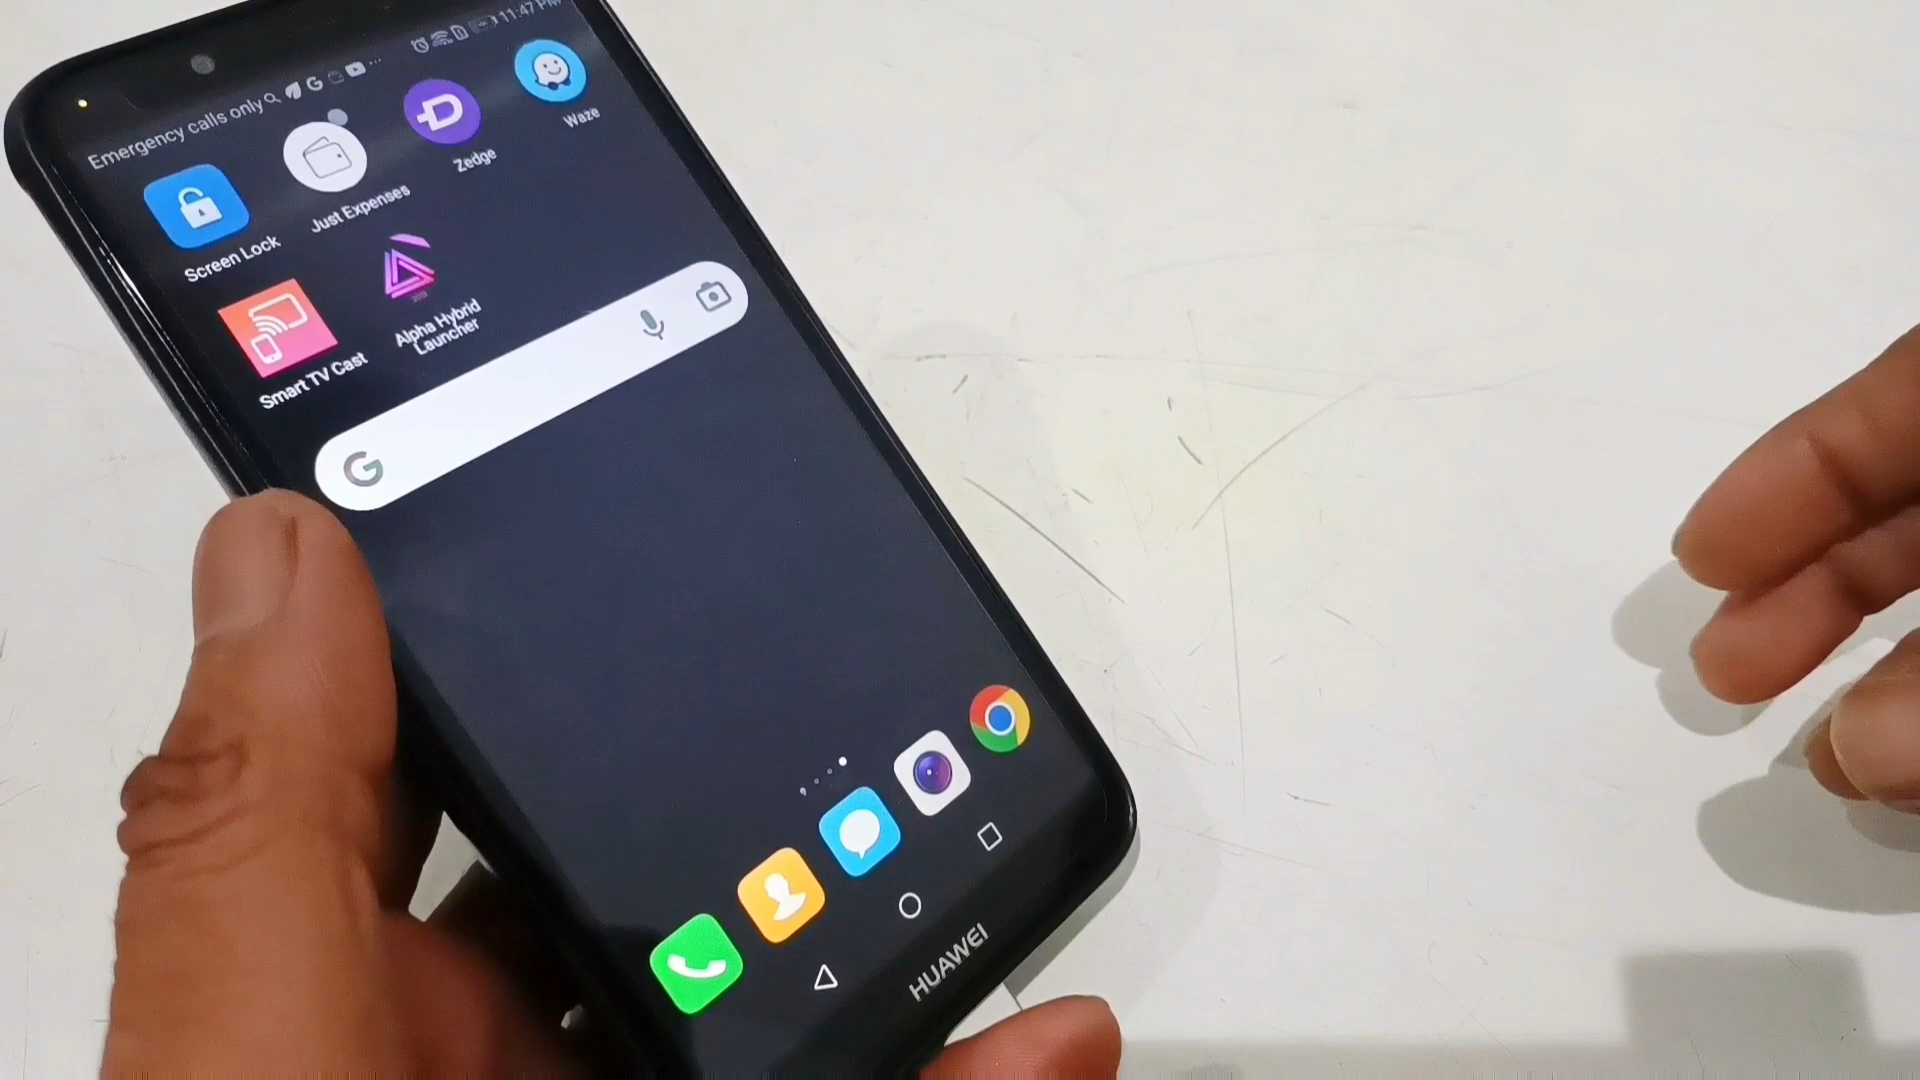 Emergency calls only
11:47 PM
Screen Lock
Just Expenses
Zedge
Waze
Smart TV Cast
Alpha Hybrid
Launcher
G
HUAWEI